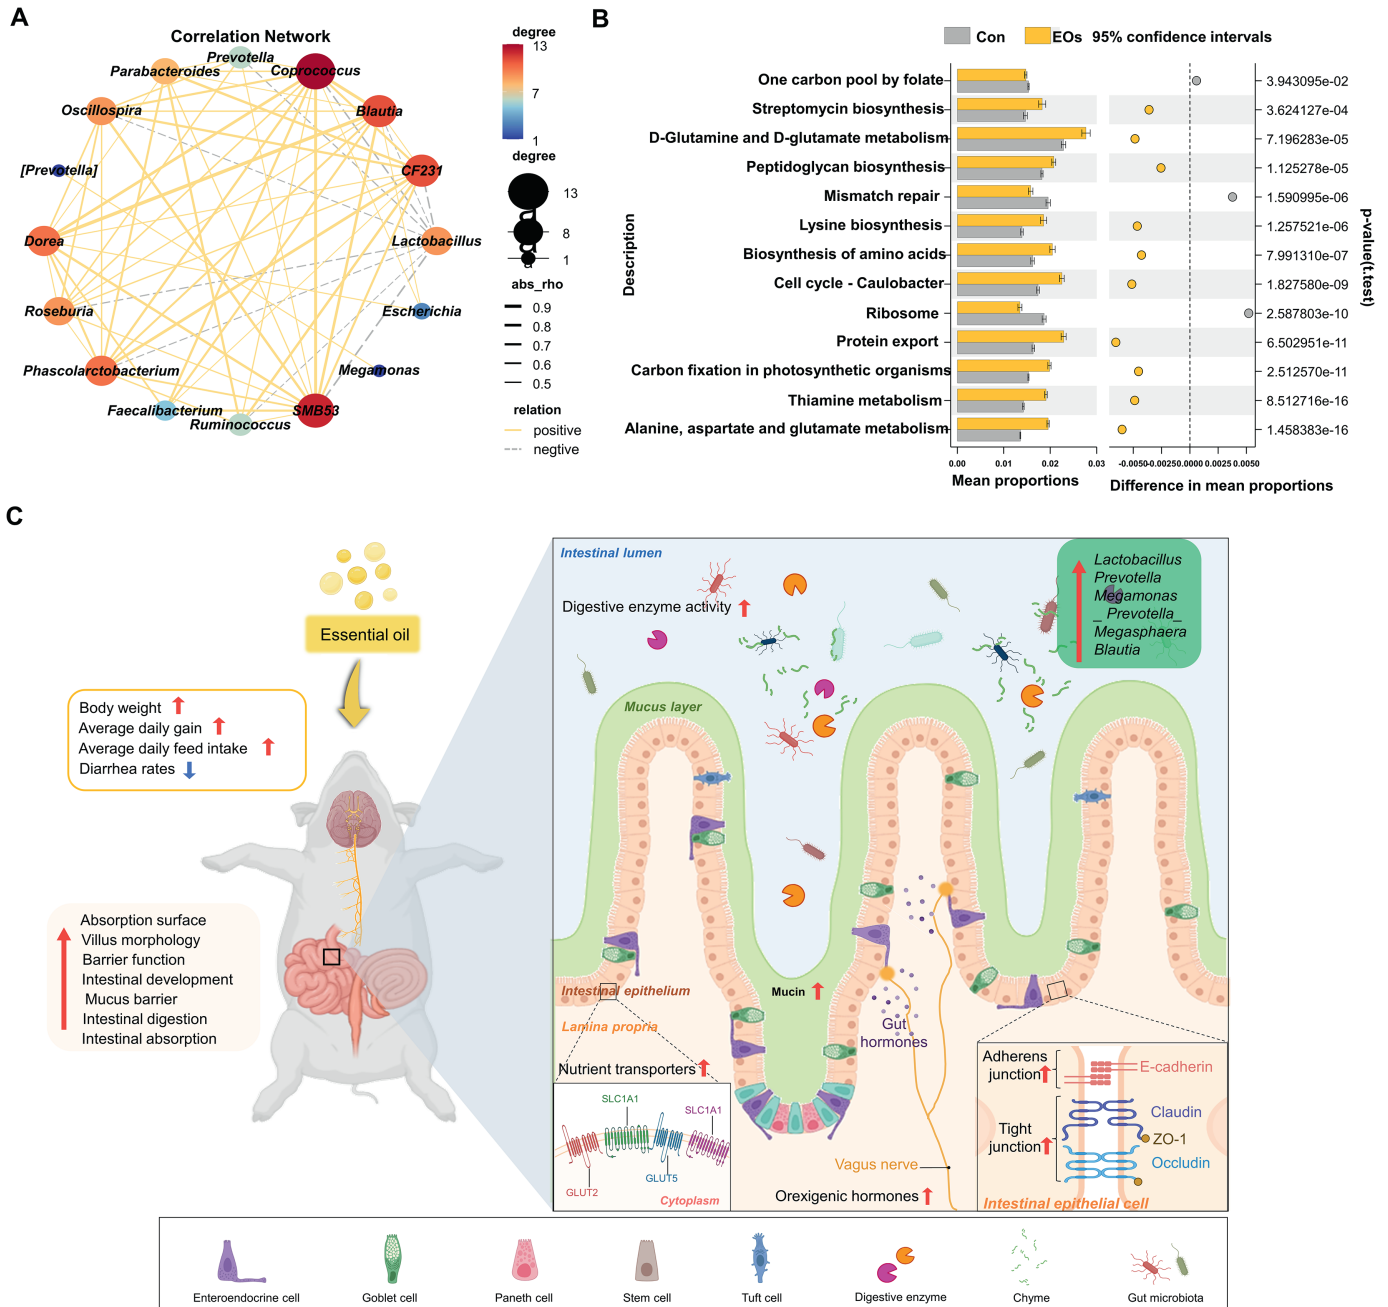 A
Correlation Network
Prevotella
Parabacteroides
Coprococcus
Oscillospira
Blautia
[Prevotella]
CF231
Dorea
Lactobacillus
Roseburia
Escherichia
Phascolarctobacterium
Megamonas
Faecalibacterium
SMB53
Ruminococcus
degree
13
7
1
degree
13
8
1
a
a
a
abs_rho
0.9
0.8
0.7
0.6
0.5
relation
positive
negtive
B
Con
EOs
95% confidence intervals
Description
One carbon pool by folate
Streptomycin biosynthesis
D-Glutamine and D-glutamate metabolism
Peptidoglycan biosynthesis
Mismatch repair
Lysine biosynthesis
Biosynthesis of amino acids
Cell cycle - Caulobacter
Ribosome
Protein export
Carbon fixation in photosynthetic organisms
Thiamine metabolism
Alanine, aspartate and glutamate metabolism
3.943095e-02
3.624127e-04
7.196283e-05
1.125278e-05
1.590995e-06
1.257521e-06
7.991310e-07
1.827580e-09
2.587803e-10
6.502951e-11
2.512570e-11
8.512716e-16
1.458383e-16
p-value(t.test)
0.00 0.01 0.02 0.03
Mean proportions
-0.0050 -0.0025 0.0000 0.0025 0.0050
Difference in mean proportions
C
Essential oil
Body weight
Average daily gain
Average daily feed intake
Diarrhea rates
Absorption surface
Villus morphology
Barrier function
Intestinal development
Mucus barrier
Intestinal digestion
Intestinal absorption
Intestinal lumen
Digestive enzyme activity
Lactobacillus
Prevotella
Megamonas
_ Prevotella_
Megasphaera
Blautia
Mucus layer
Intestinal epithelium
Mucin
Lamina propria
Gut
hormones
Nutrient transporters
SLC1A1
SLC1A1
GLUT2
GLUT5
Cytoplasm
Vagus nerve
Orexigenic hormones
Adherens
junction
E-cadherin
Tight
junction
Claudin
ZO-1
Occludin
Intestinal epithelial cell
Enteroendocrine cell
Goblet cell
Paneth cell
Stem cell
Tuft cell
Digestive enzyme
Chyme
Gut microbiota